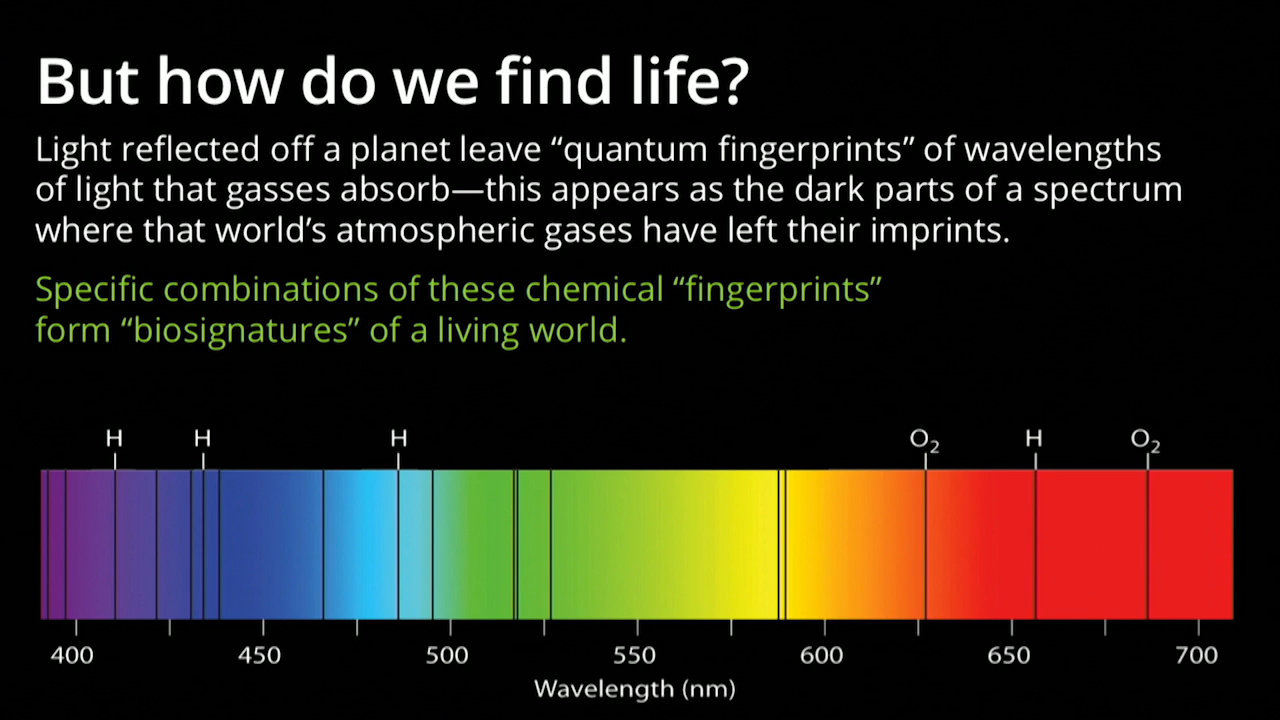 But how do we find life?
Light reflected off a planet leave “quantum fingerprints” of wavelengths
of light that gasses absorb—this appears as the dark parts of a spectrum
where that world’s atmospheric gases have left their imprints.
Specific combinations of these chemical “fingerprints”
form “biosignatures” of a living world.
H H H O₂ H O₂
400 450 500 550 600 650 700
Wavelength (nm)